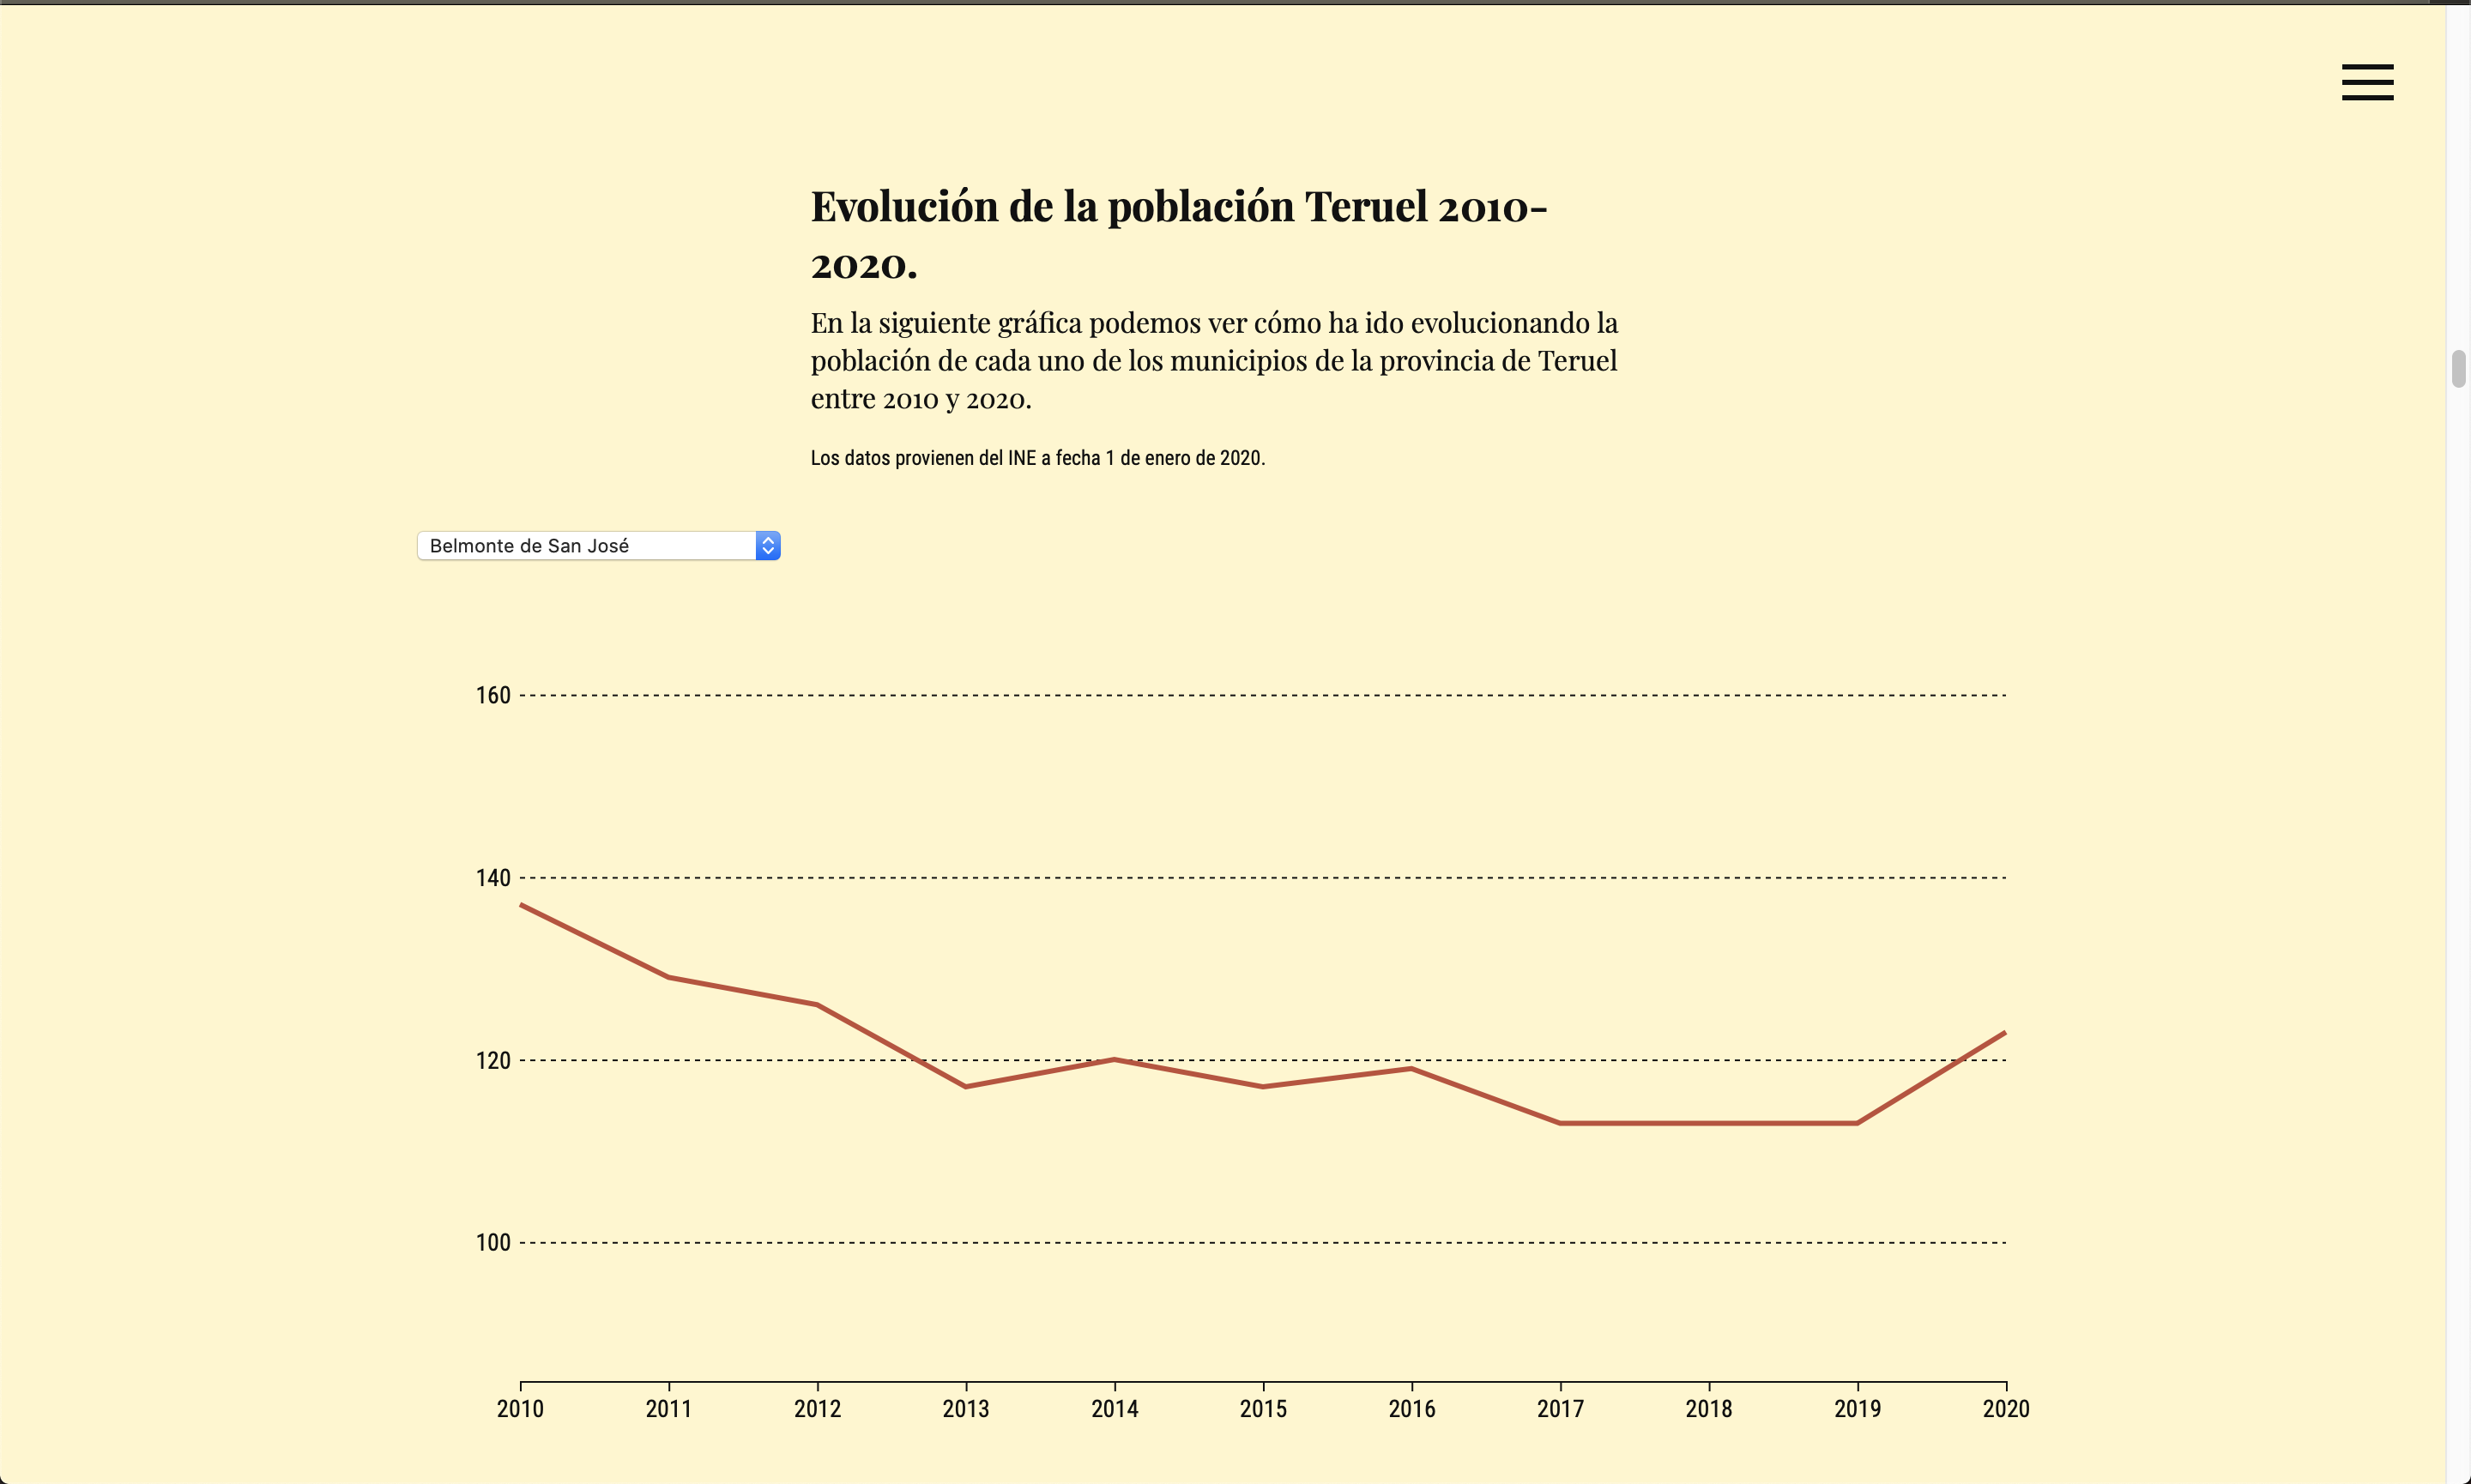 Evolución de la población Teruel 2010-
2020.
En la siguiente gráfica podemos ver cómo ha ido evolucionando la
población de cada uno de los municipios de la provincia de Teruel
entre 2010 y 2020.
Los datos provienen del INE a fecha 1 de enero de 2020.
Belmonte de San José
160
140
120
100
2010 2011 2012 2013 2014 2015 2016 2017 2018 2019 2020